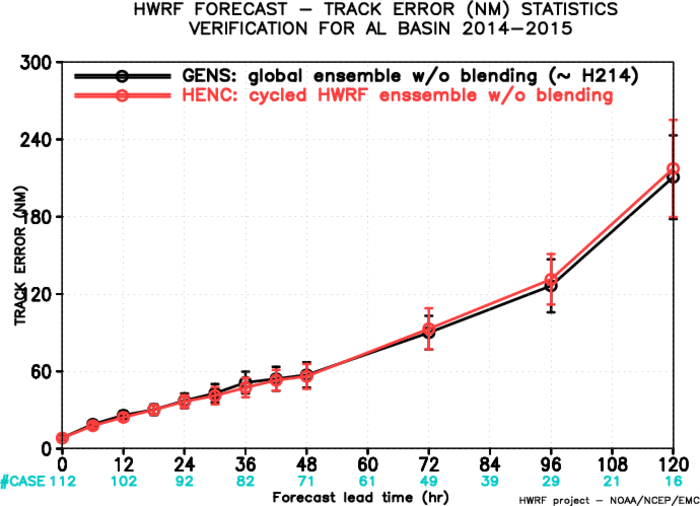 HWRF FORECAST – TRACK ERROR (NM) STATISTICS
VERIFICATION FOR AL BASIN 2014–2015
GENS: global ensemble w/o blending (~ H214)
HENC: cycled HWRF enssemble w/o blending
TRACK ERROR (NM)
300
240
180
120
60
0
0 12 24 36 48 60 72 84 96 108 120
#CASE 112 102 92 82 71 61 49 39 29 21 16
Forecast lead time (hr)
HWRF project – NOAA/NCEP/EMC